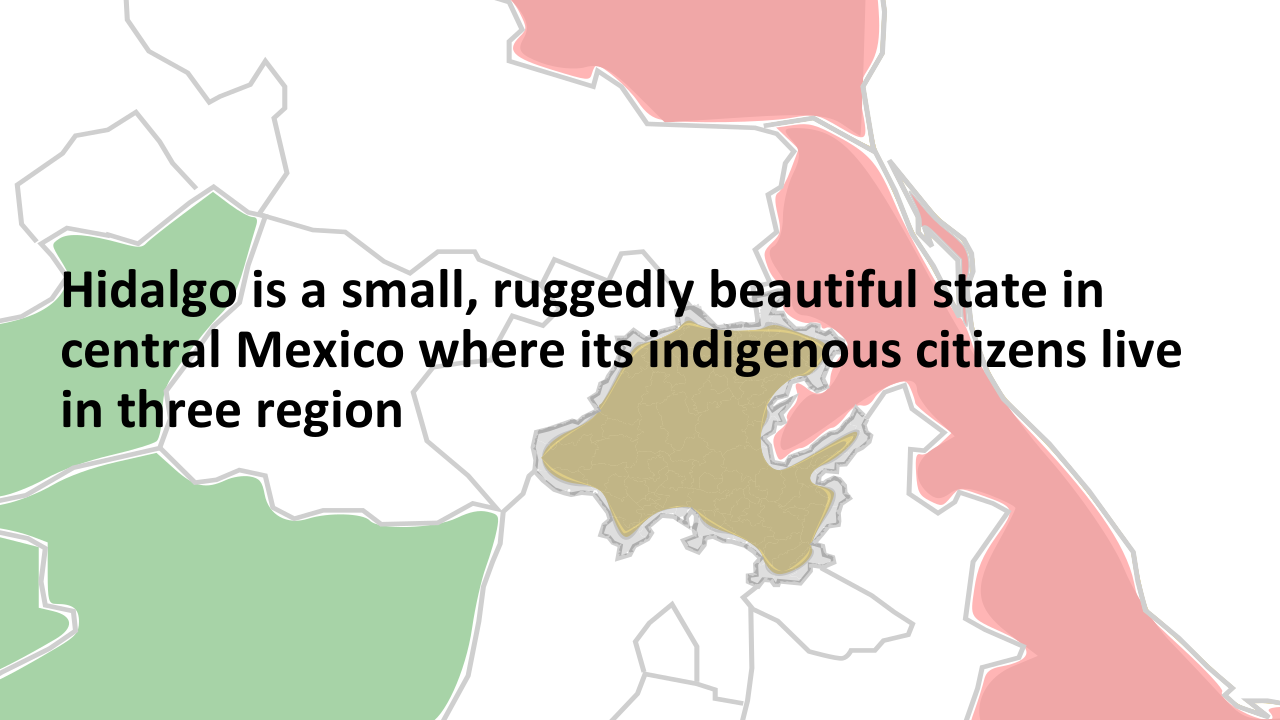 Hidalgo is a small, ruggedly beautiful state in
central Mexico where its indigenous citizens live
in three region